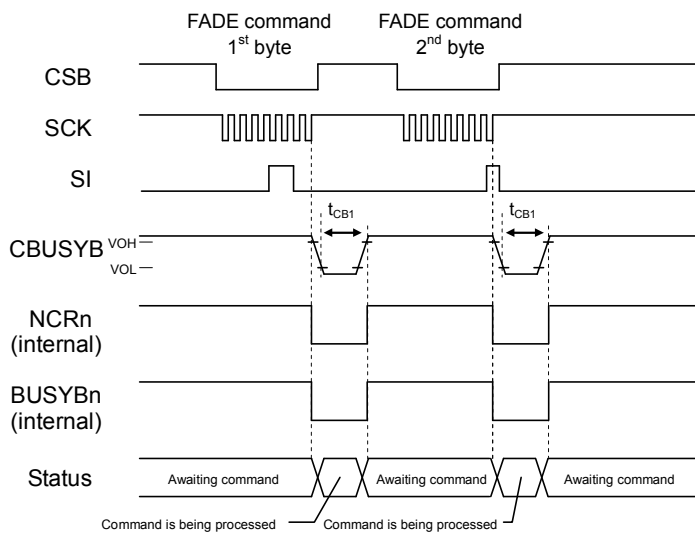 FADE command
1st byte
FADE command
2nd byte
CSB
SCK
SI
tCB1
tCB1
CBUSYB
VOH
VOL
NCRn
(internal)
BUSYBn
(internal)
Status
Awaiting command
Awaiting command
Awaiting command
Command is being processed
Command is being processed